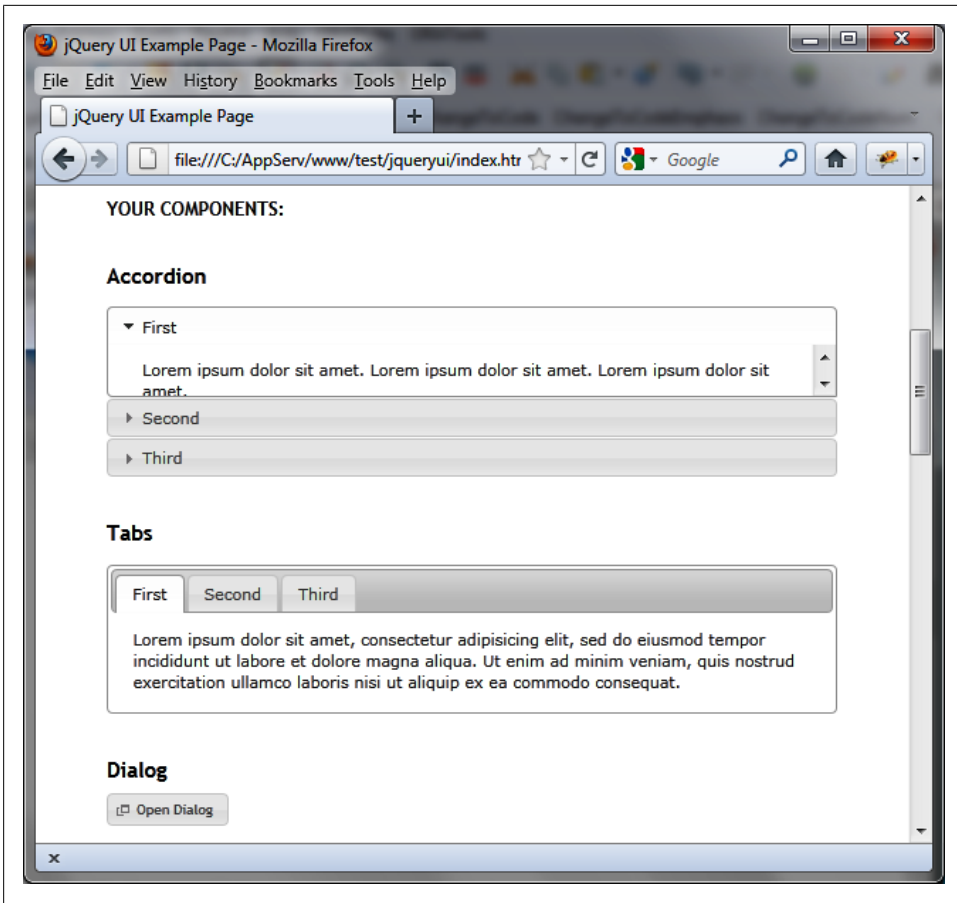 jQuery UI Example Page - Mozilla Firefox
File Edit View History Bookmarks Tools Help
jQuery UI Example Page
file:///C:/AppServ/www/test/jqueryui/index.htr
Google
YOUR COMPONENTS:
Accordion
First
Lorem ipsum dolor sit amet. Lorem ipsum dolor sit amet. Lorem ipsum dolor sit
amet.
Second
Third
Tabs
First Second Third
Lorem ipsum dolor sit amet, consectetur adipisicing elit, sed do eiusmod tempor
incididunt ut labore et dolore magna aliqua. Ut enim ad minim veniam, quis nostrud
exercitation ullamco laboris nisi ut aliquip ex ea commodo consequat.
Dialog
Open Dialog